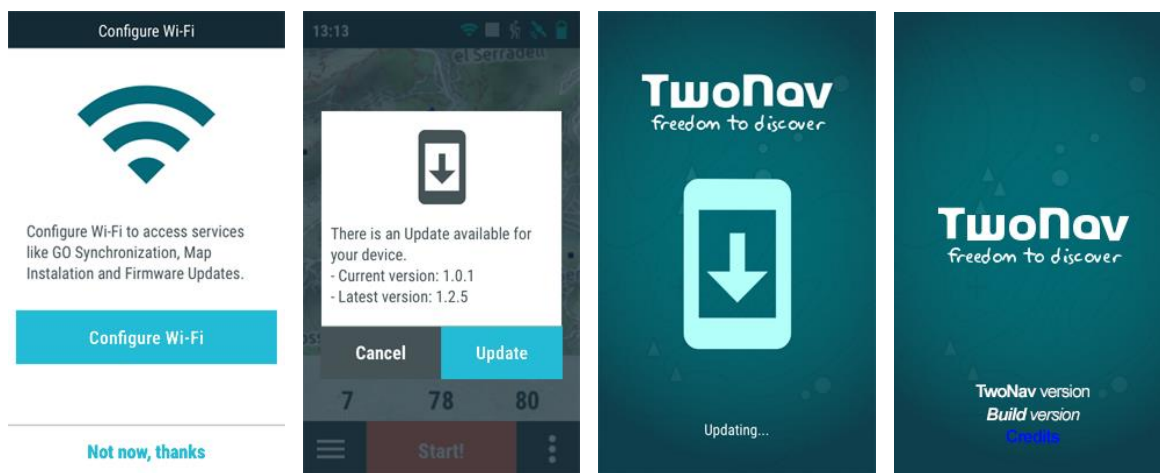 Configure Wi-Fi
Configure Wi-Fi to access services
like GO Synchronization, Map
Instalation and Firmware Updates.
Configure Wi-Fi
Not now, thanks
13:13
el Serradell
There is an Update available for
your device.
- Current version: 1.0.1
- Latest version: 1.2.5
Cancel
Update
7 78 80
Start!
TwoNav
freedom to discover
Updating...
TwoNav
freedom to discover
TwoNav version
Build version
Credits